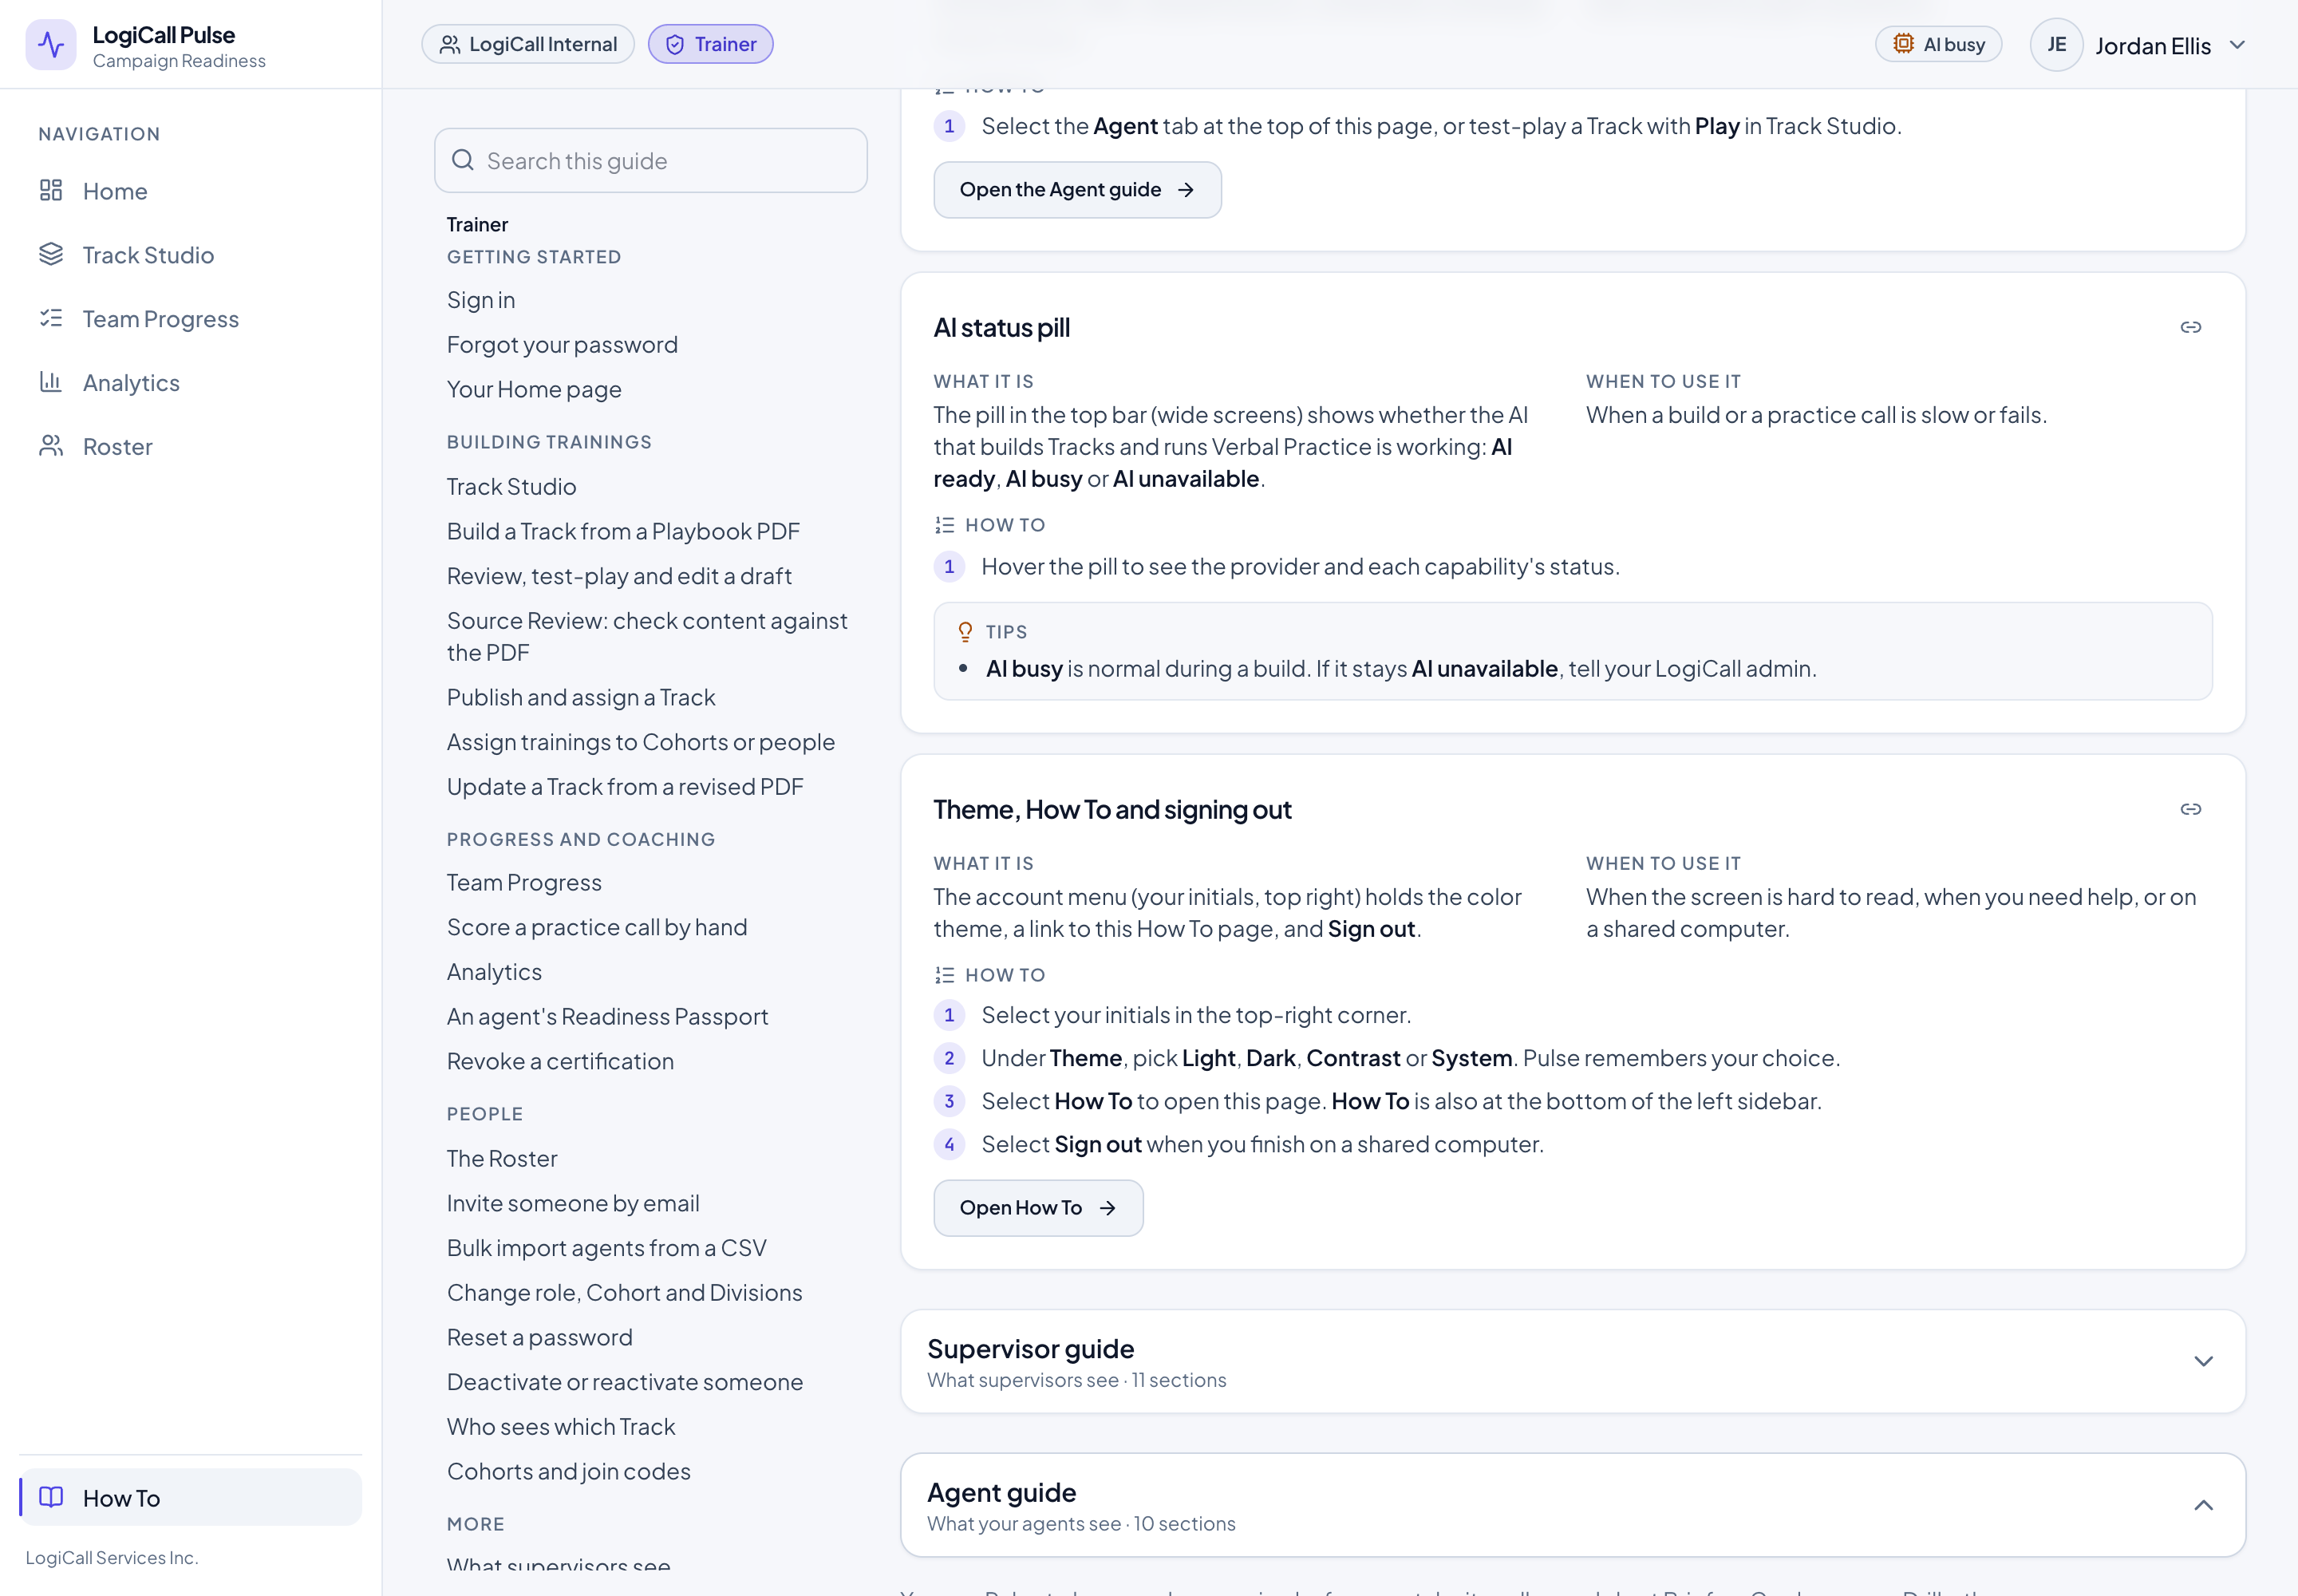 LogiCall Pulse
Campaign Readiness
LogiCall Internal
Trainer
AI busy
JE
Jordan Ellis
NAVIGATION
Home
Track Studio
Team Progress
Analytics
Roster
How To
LogiCall Services Inc.
Search this guide
Trainer
GETTING STARTED
Sign in
Forgot your password
Your Home page
BUILDING TRAININGS
Track Studio
Build a Track from a Playbook PDF
Review, test-play and edit a draft
Source Review: check content against
the PDF
Publish and assign a Track
Assign trainings to Cohorts or people
Update a Track from a revised PDF
PROGRESS AND COACHING
Team Progress
Score a practice call by hand
Analytics
An agent's Readiness Passport
Revoke a certification
PEOPLE
The Roster
Invite someone by email
Bulk import agents from a CSV
Change role, Cohort and Divisions
Reset a password
Deactivate or reactivate someone
Who sees which Track
Cohorts and join codes
MORE
What supervisors see
HOW TO
1 Select the Agent tab at the top of this page, or test-play a Track with Play in Track Studio.
Open the Agent guide →
AI status pill
WHAT IT IS
The pill in the top bar (wide screens) shows whether the AI
that builds Tracks and runs Verbal Practice is working: AI
ready, AI busy or AI unavailable.
WHEN TO USE IT
When a build or a practice call is slow or fails.
HOW TO
1 Hover the pill to see the provider and each capability's status.
TIPS
• AI busy is normal during a build. If it stays AI unavailable, tell your LogiCall admin.
Theme, How To and signing out
WHAT IT IS
The account menu (your initials, top right) holds the color
theme, a link to this How To page, and Sign out.
WHEN TO USE IT
When the screen is hard to read, when you need help, or on
a shared computer.
HOW TO
1 Select your initials in the top-right corner.
2 Under Theme, pick Light, Dark, Contrast or System. Pulse remembers your choice.
3 Select How To to open this page. How To is also at the bottom of the left sidebar.
4 Select Sign out when you finish on a shared computer.
Open How To →
Supervisor guide
What supervisors see · 11 sections
Agent guide
What your agents see · 10 sections